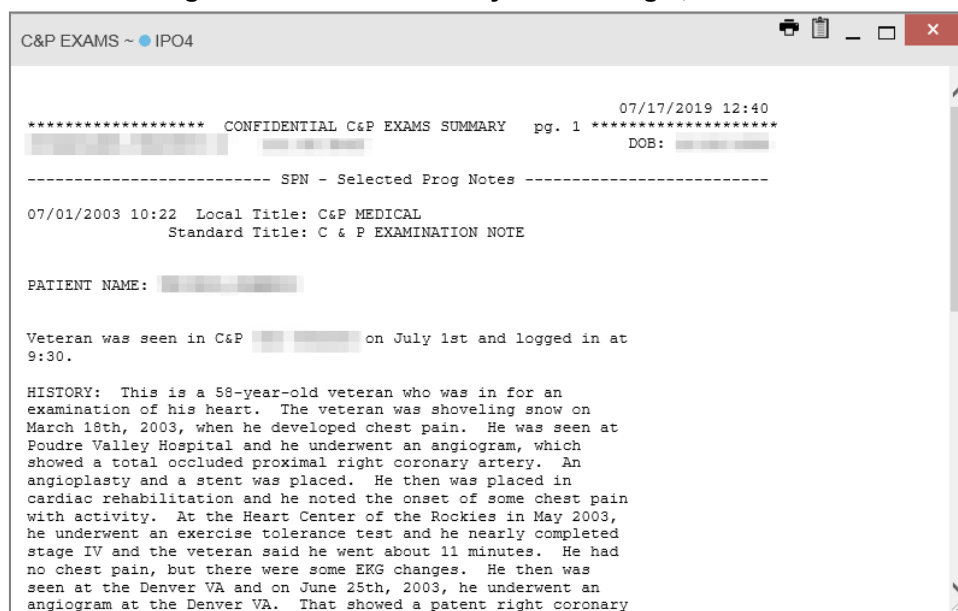 C&P EXAMS ~ IPO4
07/17/2019 12:40
******************* CONFIDENTIAL C&P EXAMS SUMMARY pg. 1 ********************
DOB:
-------------------------- SPN - Selected Prog Notes --------------------------
07/01/2003 10:22 Local Title: C&P MEDICAL
Standard Title: C & P EXAMINATION NOTE
PATIENT NAME:
Veteran was seen in C&P on July 1st and logged in at
9:30.
HISTORY: This is a 58-year-old veteran who was in for an
examination of his heart. The veteran was shoveling snow on
March 18th, 2003, when he developed chest pain. He was seen at
Poudre Valley Hospital and he underwent an angiogram, which
showed a total occluded proximal right coronary artery. An
angioplasty and a stent was placed. He then was placed in
cardiac rehabilitation and he noted the onset of some chest pain
with activity. At the Heart Center of the Rockies in May 2003,
he underwent an exercise tolerance test and he nearly completed
stage IV and the veteran said he went about 11 minutes. He had
no chest pain, but there were some EKG changes. He then was
seen at the Denver VA and on June 25th, 2003, he underwent an
angiogram at the Denver VA. That showed a patent right coronary